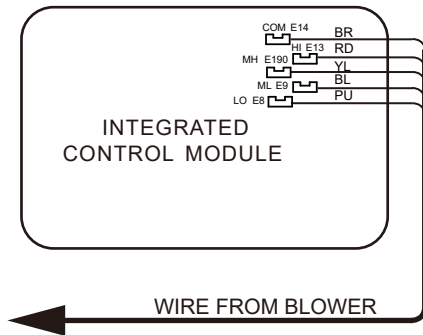 COM E14 BR
HI E13 RD
MH E190 YL
ML E9 BL
LO E8 PU
INTEGRATED
CONTROL MODULE
WIRE FROM BLOWER